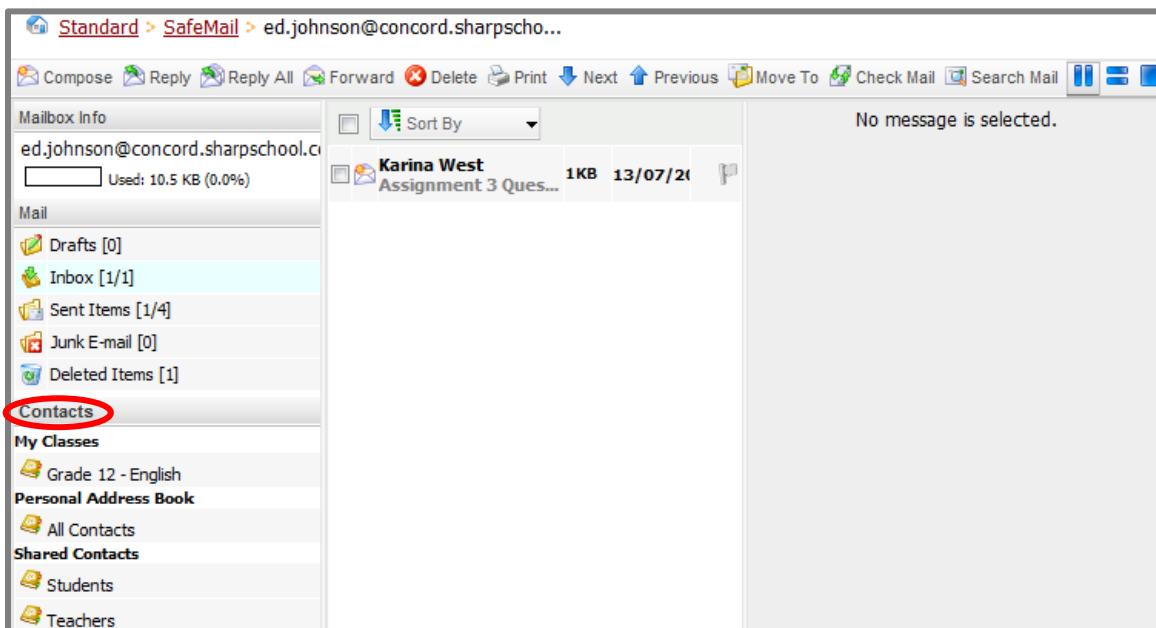 Standard > SafeMail > ed.johnson@concord.sharpscho...
Compose Reply Reply All Forward Delete Print Next Previous Move To Check Mail Search Mail
Mailbox Info
ed.johnson@concord.sharpschool.c
Used: 10.5 KB (0.0%)
Mail
Drafts [0]
Inbox [1/1]
Sent Items [1/4]
Junk E-mail [0]
Deleted Items [1]
Contacts
My Classes
Grade 12 - English
Personal Address Book
All Contacts
Shared Contacts
Students
Teachers
Sort By
Karina West 1KB 13/07/20
Assignment 3 Ques...
No message is selected.